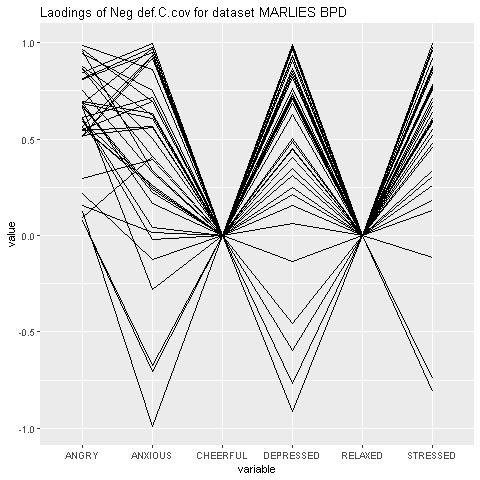 Laodings of Neg def.C.cov for dataset MARLIES BPD
1.0
0.5
0.0
-0.5
-1.0
value
ANGRY ANXIOUS CHEERFUL DEPRESSED RELAXED STRESSED
variable